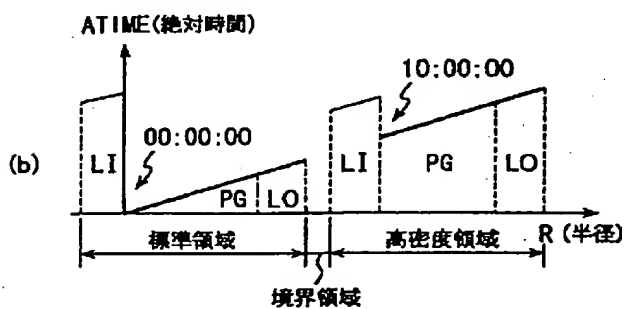 ATIME(絶対時間)
10:00:00
00:00:00
(b)
LI
PG
LO
LI
PG
LO
標準領域
高密度領域
R(半径)
境界領域